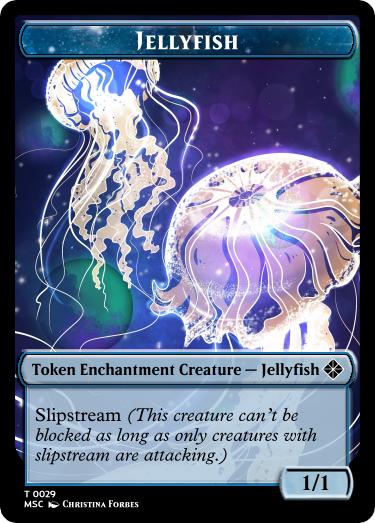 Jellyfish
Token Enchantment Creature — Jellyfish
Slipstream (This creature can't be
blocked as long as only creatures with
slipstream are attacking.)
1/1
T 0029
MSC Christina Forbes